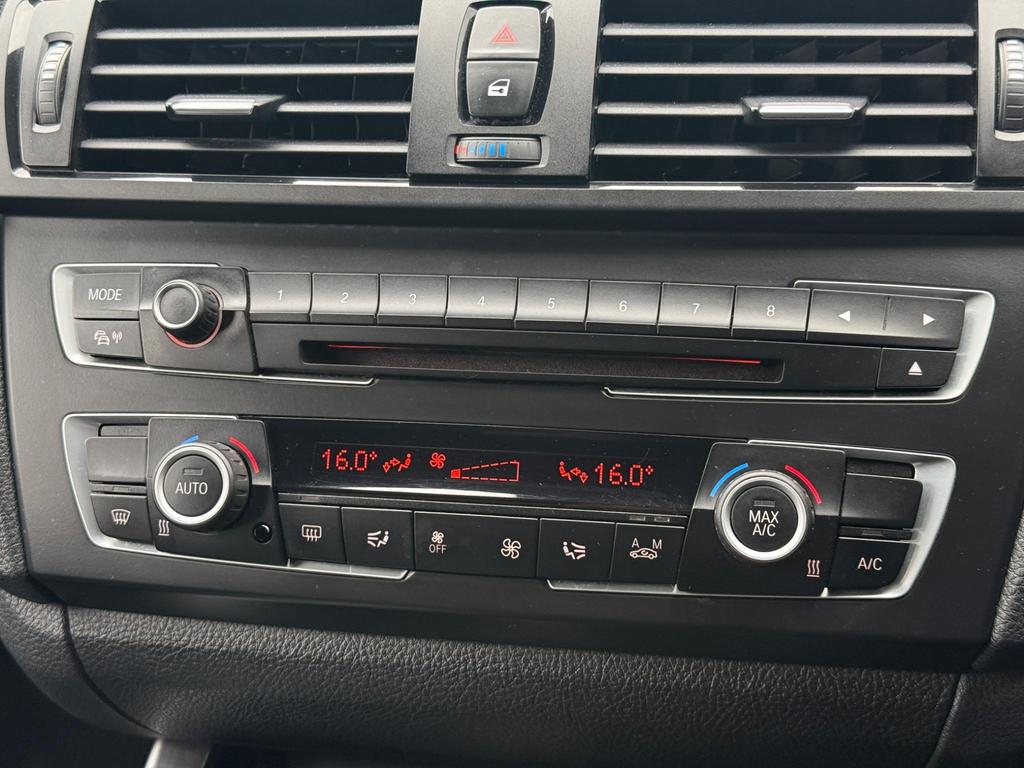 MODE 1 2 3 4 5 6 7 8
16.0° 16.0°
AUTO
OFF
A M
MAX
A/C
A/C